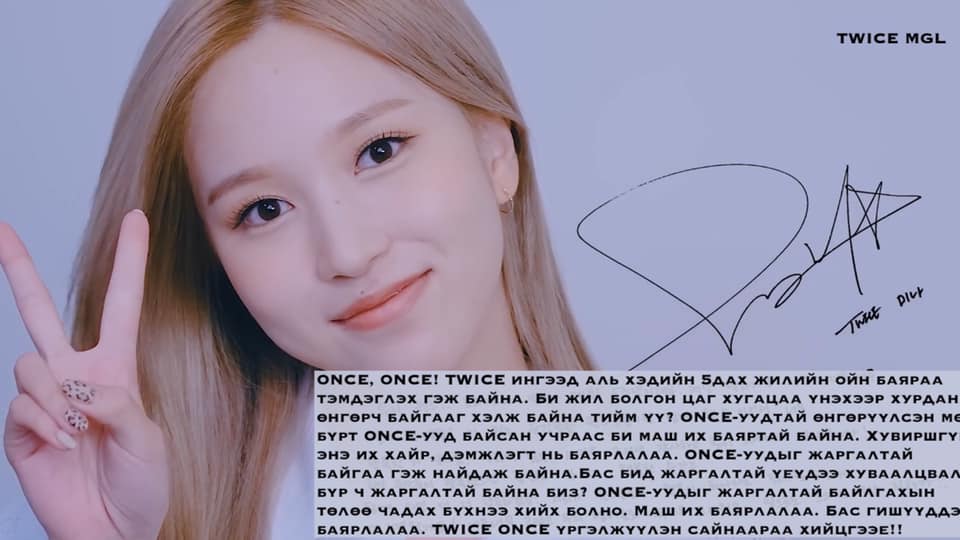 TWICE MGL
TWICE
ONCE, ONCE! TWICE ИНГЭЭД АЛЬ ХЭДИЙН 5ДАХ ЖИЛИЙН ОЙН БАЯРАА
ТЭМДЭГЛЭХ ГЭЖ БАЙНА. БИ ЖИЛ БОЛГОН ЦАГ ХУГАЦАА ҮНЭХЭЭР ХУРДАН
ӨНГӨРЧ БАЙГААГ ХЭЛЖ БАЙНА ТИЙМ ҮҮ? ONCE-УУДТАЙ ӨНГӨРҮҮЛСЭН
БҮРТ ONCE-УУД БАЙСАН УЧРААС БИ МАШ ИХ БАЯРТАЙ БАЙНА.
ЭНЭ ИХ ХАЙР, ДЭМЖЛЭГТ НЬ БАЯРЛАЛАА. ONCE-УУДЫГ ЖАРГАЛТАЙ
БАЙГАА ГЭЖ НАЙДАЖ БАЙНА.БАС БИД ЖАРГАЛТАЙ ҮЕҮДЭЭ
БҮР Ч ЖАРГАЛТАЙ БАЙНА БИЗ? ONCE-УУДЫГ ЖАРГАЛТАЙ БАЙЛГАХЫН
ТӨЛӨӨ ЧАДАХ БҮХНЭЭ ХИЙХ БОЛНО. МАШ ИХ БАЯРЛАЛАА. БАС
БАЯРЛАЛАА. TWICE ONCE ҮРГЭЛЖҮҮЛЭН САЙНААРАА ХИЙЦГЭЭЕ!!